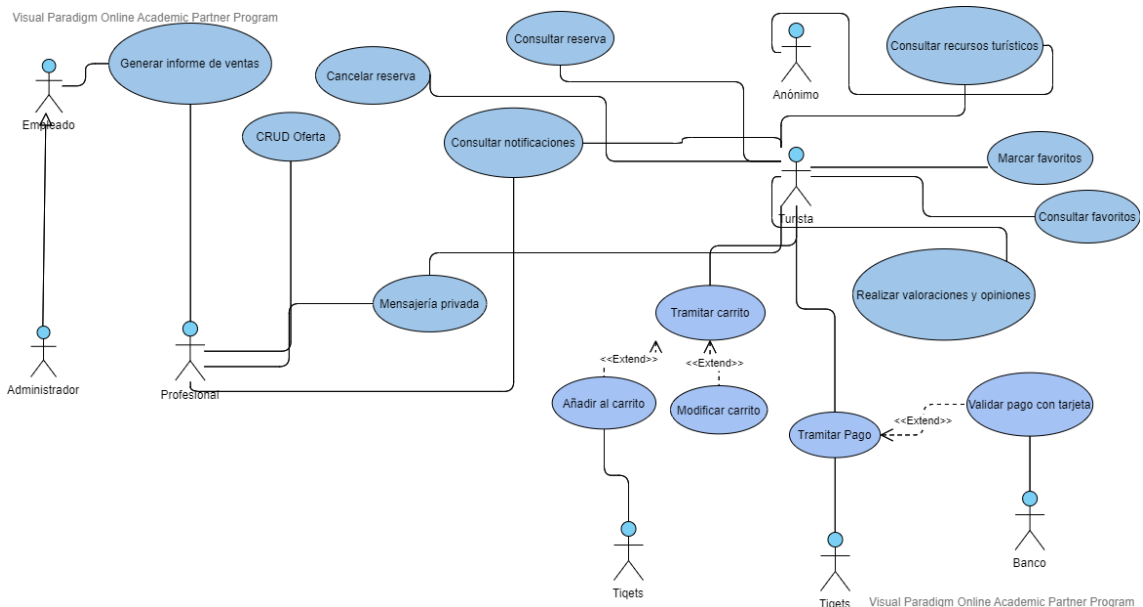 Visual Paradigm Online Academic Partner Program
Consultar reserva
Consultar recursos turísticos
Generar informe de ventas
Cancelar reserva
Anónimo
Empleado
CRUD Oferta
Consultar notificaciones
Marcar favoritos
Turista
Consultar favoritos
Mensajería privada
Realizar valoraciones y opiniones
Tramitar carrito
<<Extend>>
<<Extend>>
Administrador
Profesional
Añadir al carrito
Modificar carrito
Validar pago con tarjeta
<<Extend>>
Tramitar Pago
Banco
Tiqets
Tiqets
Visual Paradigm Online Academic Partner Program